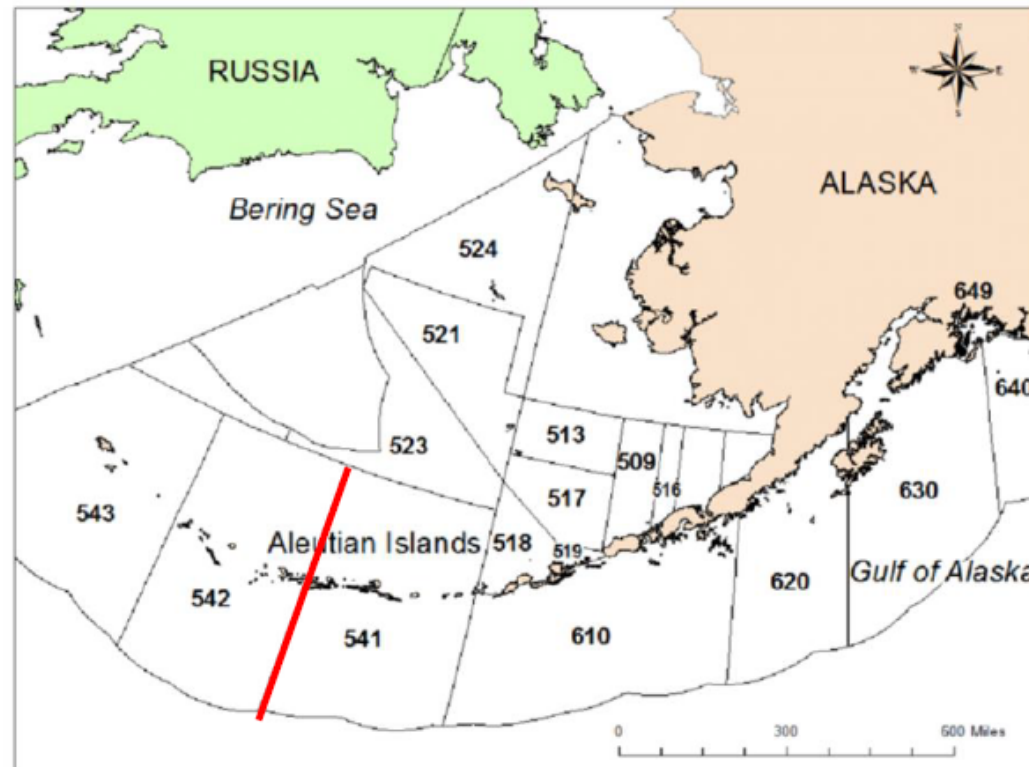 N
W E
S
RUSSIA
ALASKA
Bering Sea
524
649
521
640
513
509
523
516
630
517
543
Aleutian Islands
518
519
542
620
Gulf of Alaska
541
610
0 300 600 Miles